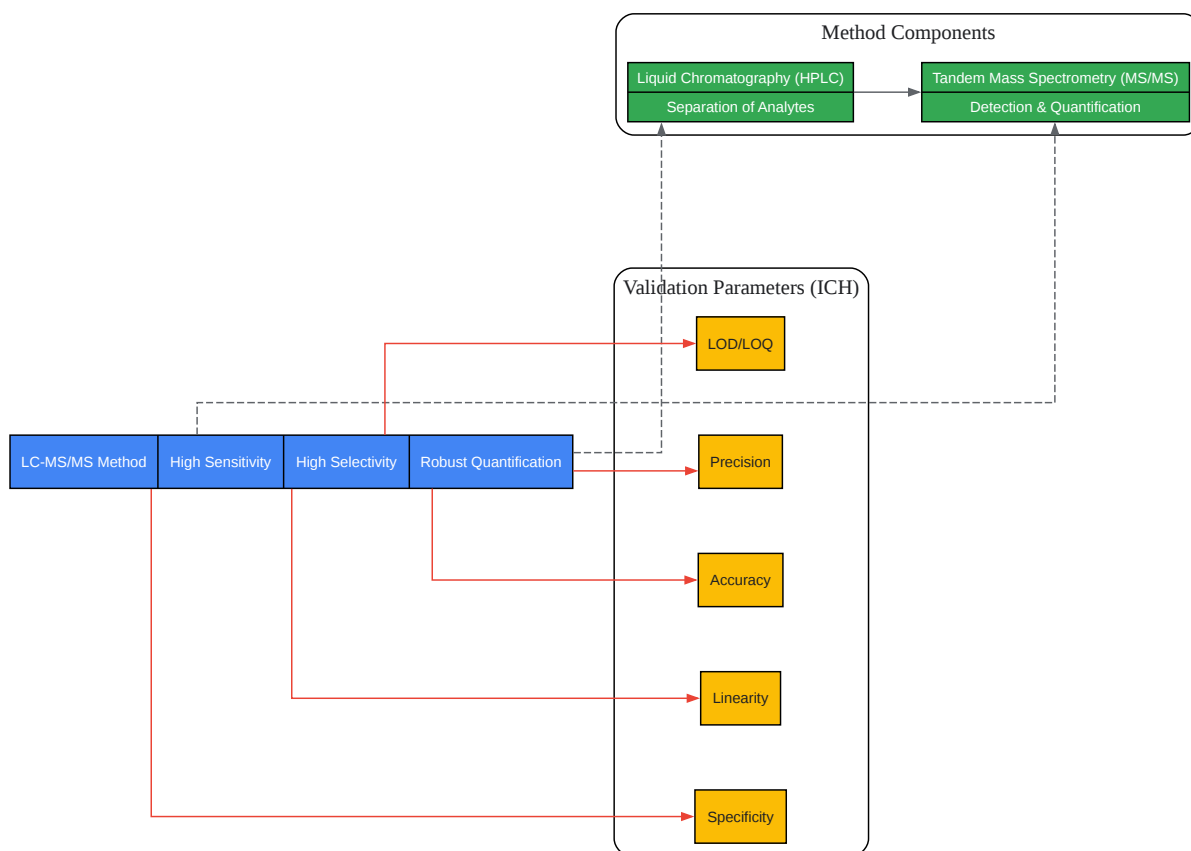 Method Components
Liquid Chromatography (HPLC)
Separation of Analytes
Tandem Mass Spectrometry (MS/MS)
Detection & Quantification
Validation Parameters (ICH)
LOD/LOQ
LC-MS/MS Method
High Sensitivity
High Selectivity
Robust Quantification
Precision
Accuracy
Linearity
Specificity